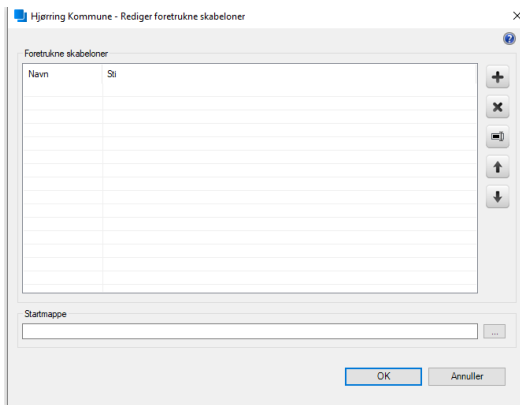 Hjørring Kommune - Rediger foretrukne skabeloner
Foretrukne skabeloner
Navn Sti
Startmappe
...
OK Annuller